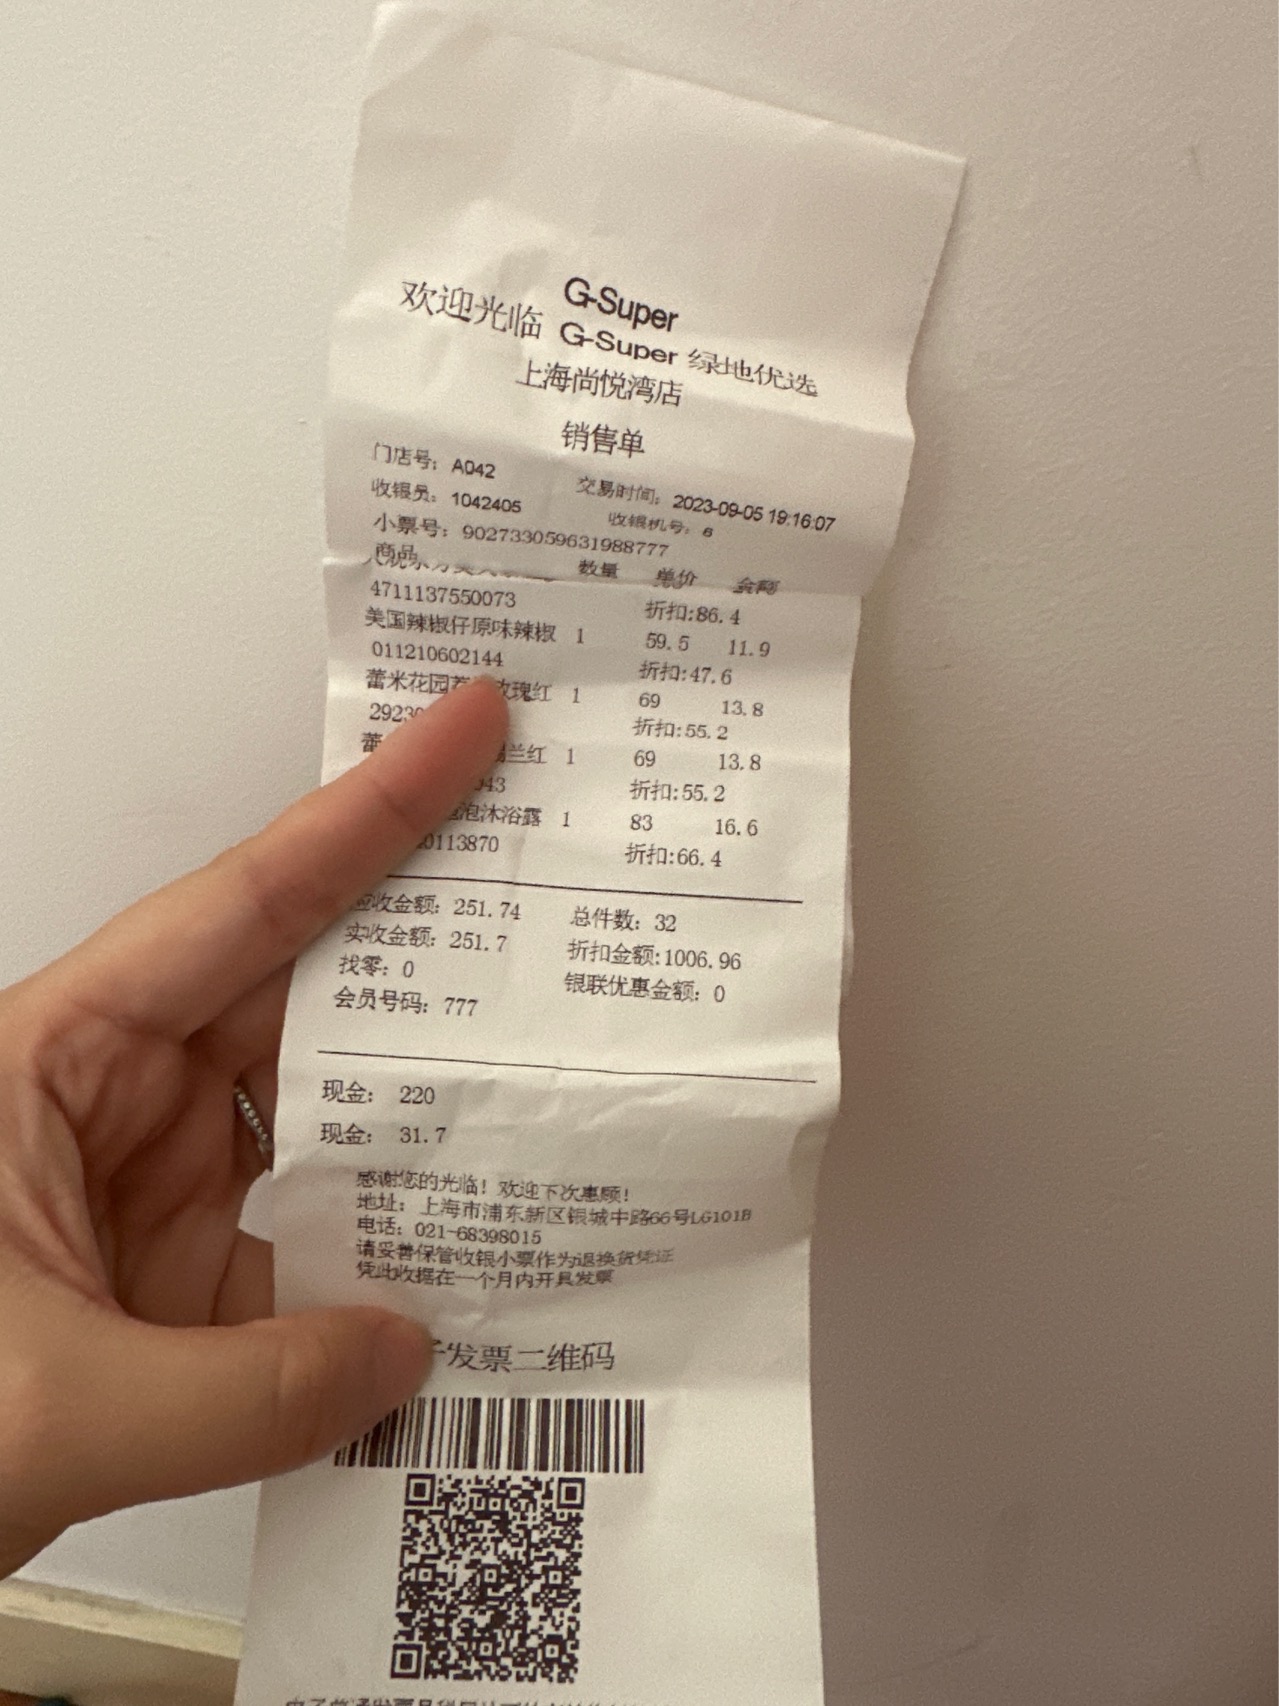 G-Super
欢迎光临 G-Super 绿地优选
上海尚悦湾店
销售单
门店号: A042 交易时间: 2023-09-05 19:16:07
收银员: 1042405 收银机号: 6
小票号: 902733059631988777
商品 数量 单价 金额
4711137550073 折扣:86.4
美国辣椒仔原味辣椒 1 59.5 11.9
011210602144 折扣:47.6
蕾米花园 玫瑰红 1 69 13.8
2923 折扣:55.2
兰红 1 69 13.8
043 折扣:55.2
泡沐浴露 1 83 16.6
0113870 折扣:66.4
应收金额: 251.74 总件数: 32
实收金额: 251.7 折扣金额:1006.96
找零: 0 银联优惠金额: 0
会员号码: 777
现金: 220
现金: 31.7
感谢您的光临! 欢迎下次惠顾!
地址: 上海市浦东新区银城中路66号LG101B
电话: 021-68398015
请妥善保管收银小票作为退换货凭证
凭此收据在一个月内开具发票
子发票二维码